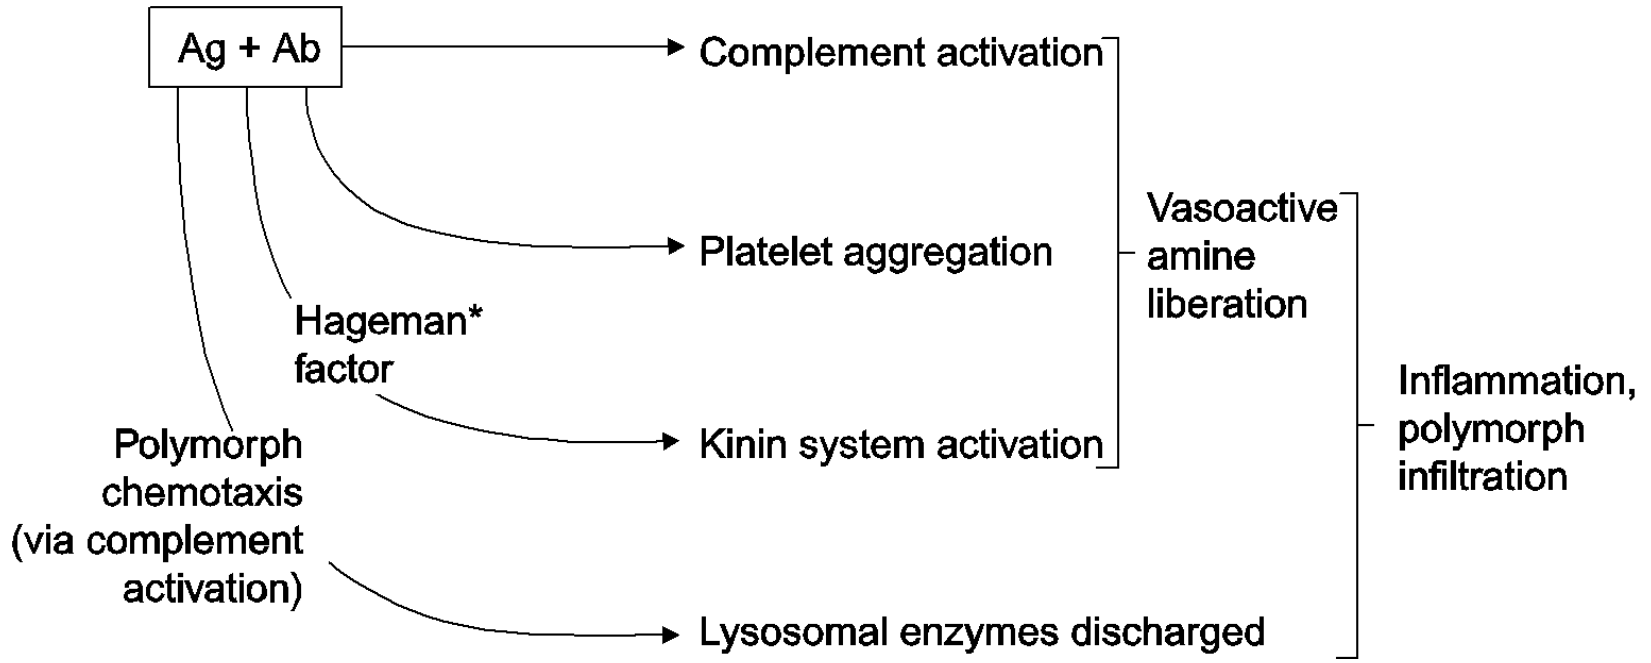 Ag + Ab
Complement activation
Platelet aggregation
Vasoactive
amine
liberation
Hageman*
factor
Kinin system activation
Inflammation,
polymorph
infiltration
Polymorph
chemotaxis
(via complement
activation)
Lysosomal enzymes discharged